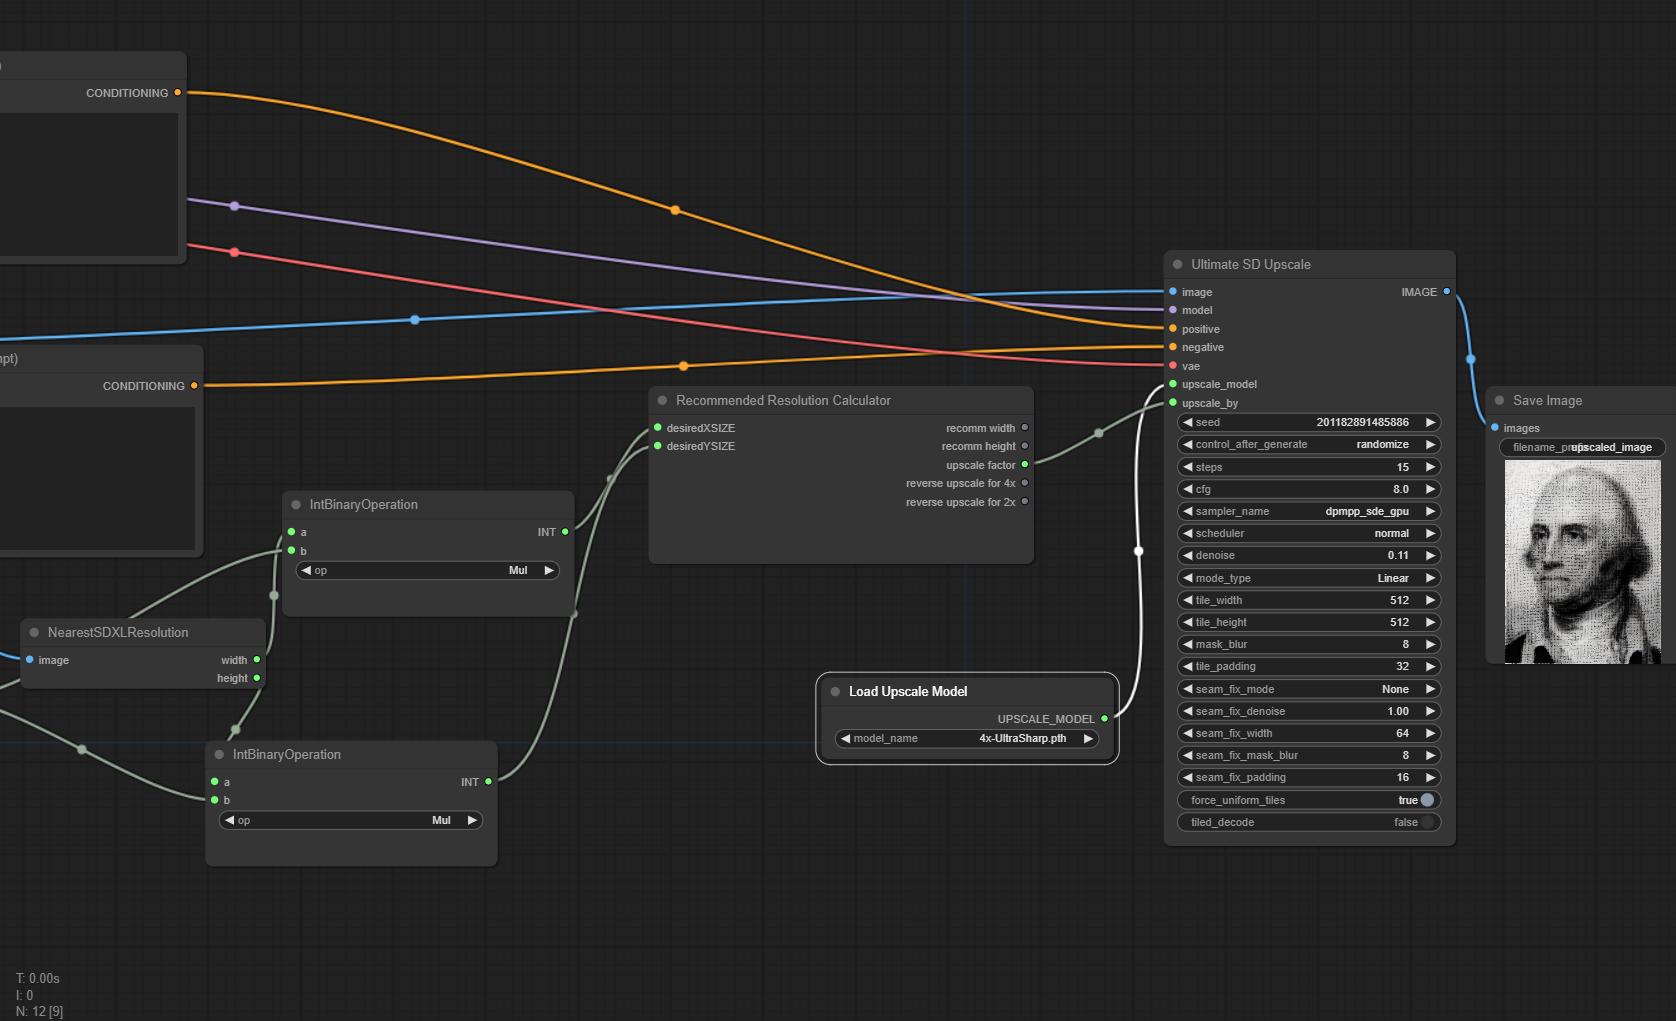 )
CONDITIONING
pt)
CONDITIONING
NearestSDXLResolution
image
width
height
IntBinaryOperation
a
INT
b
op
Mul
IntBinaryOperation
a
INT
b
op
Mul
Recommended Resolution Calculator
desiredXSIZE
recomm width
desiredYSIZE
recomm height
upscale factor
reverse upscale for 4x
reverse upscale for 2x
Load Upscale Model
UPSCALE_MODEL
model_name
4x-UltraSharp.pth
Ultimate SD Upscale
image
IMAGE
model
positive
negative
vae
upscale_model
upscale_by
seed
201182891485886
control_after_generate
randomize
steps
15
cfg
8.0
sampler_name
dpmpp_sde_gpu
scheduler
normal
denoise
0.11
mode_type
Linear
tile_width
512
tile_height
512
mask_blur
8
tile_padding
32
seam_fix_mode
None
seam_fix_denoise
1.00
seam_fix_width
64
seam_fix_mask_blur
8
seam_fix_padding
16
force_uniform_tiles
true
tiled_decode
false
Save Image
images
upscaled_image
T: 0.00s
I: 0
N: 12 [9]